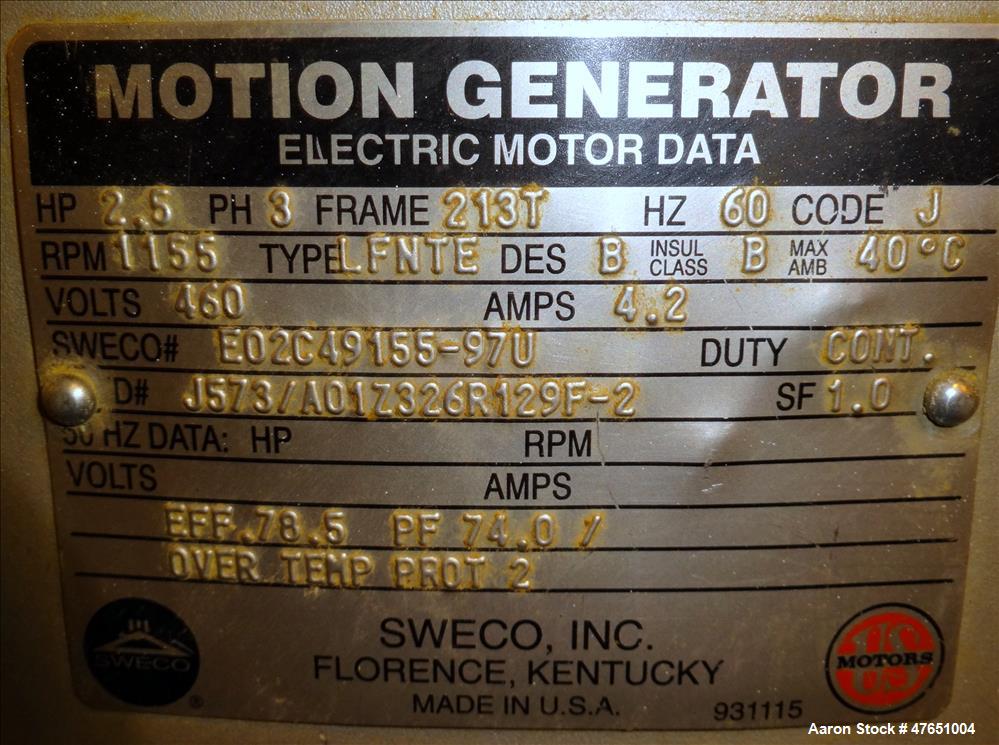 MOTION GENERATOR
ELECTRIC MOTOR DATA
HP 2.5 PH 3 FRAME 213T HZ 60 CODE J
RPM 1155 TYPE LFNTE DES B INSUL CLASS B MAX AMB 40°C
VOLTS 460 AMPS 4.2
SWECO# E02C49155-97U DUTY CONT.
D# J573/A01Z326R129F-2 SF 1.0
50 HZ DATA: HP RPM
VOLTS AMPS
EFF.78.5 PF 74.0 /
OVER TEMP PROT 2
SWECO ®
SWECO, INC.
FLORENCE, KENTUCKY
MADE IN U.S.A.
931115
US MOTORS
Aaron Stock # 47651004